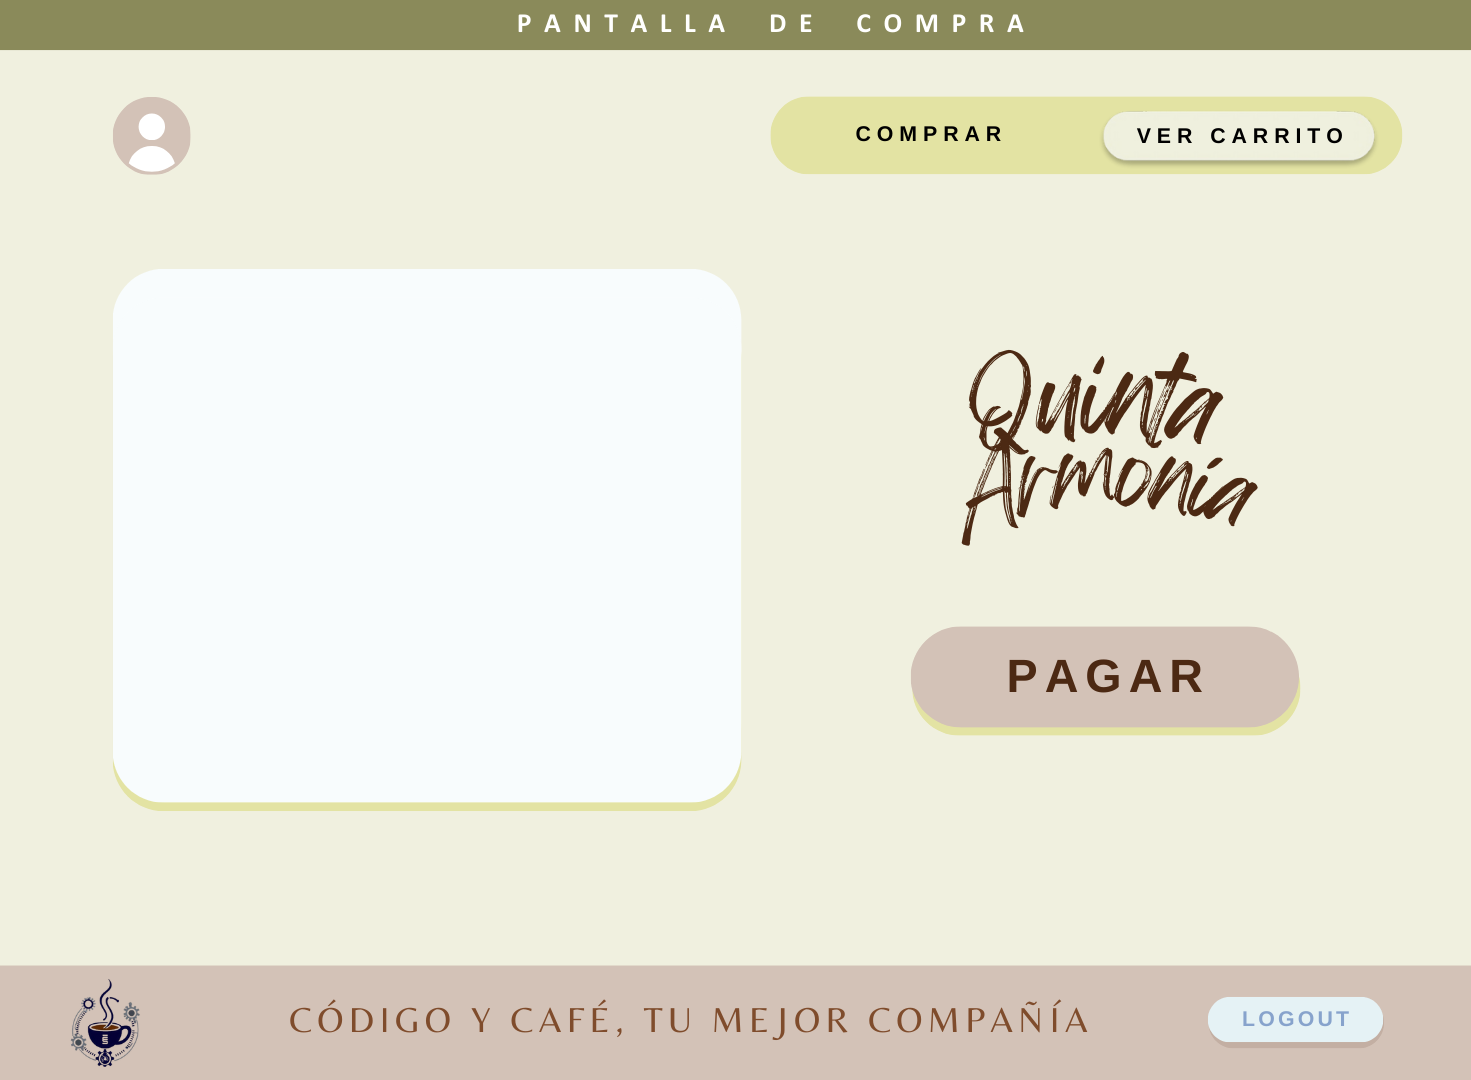 PANTALLA DE COMPRA
COMPRAR
VER CARRITO
Quinta
Armonía
PAGAR
CÓDIGO Y CAFÉ, TU MEJOR COMPAÑÍA
LOGOUT